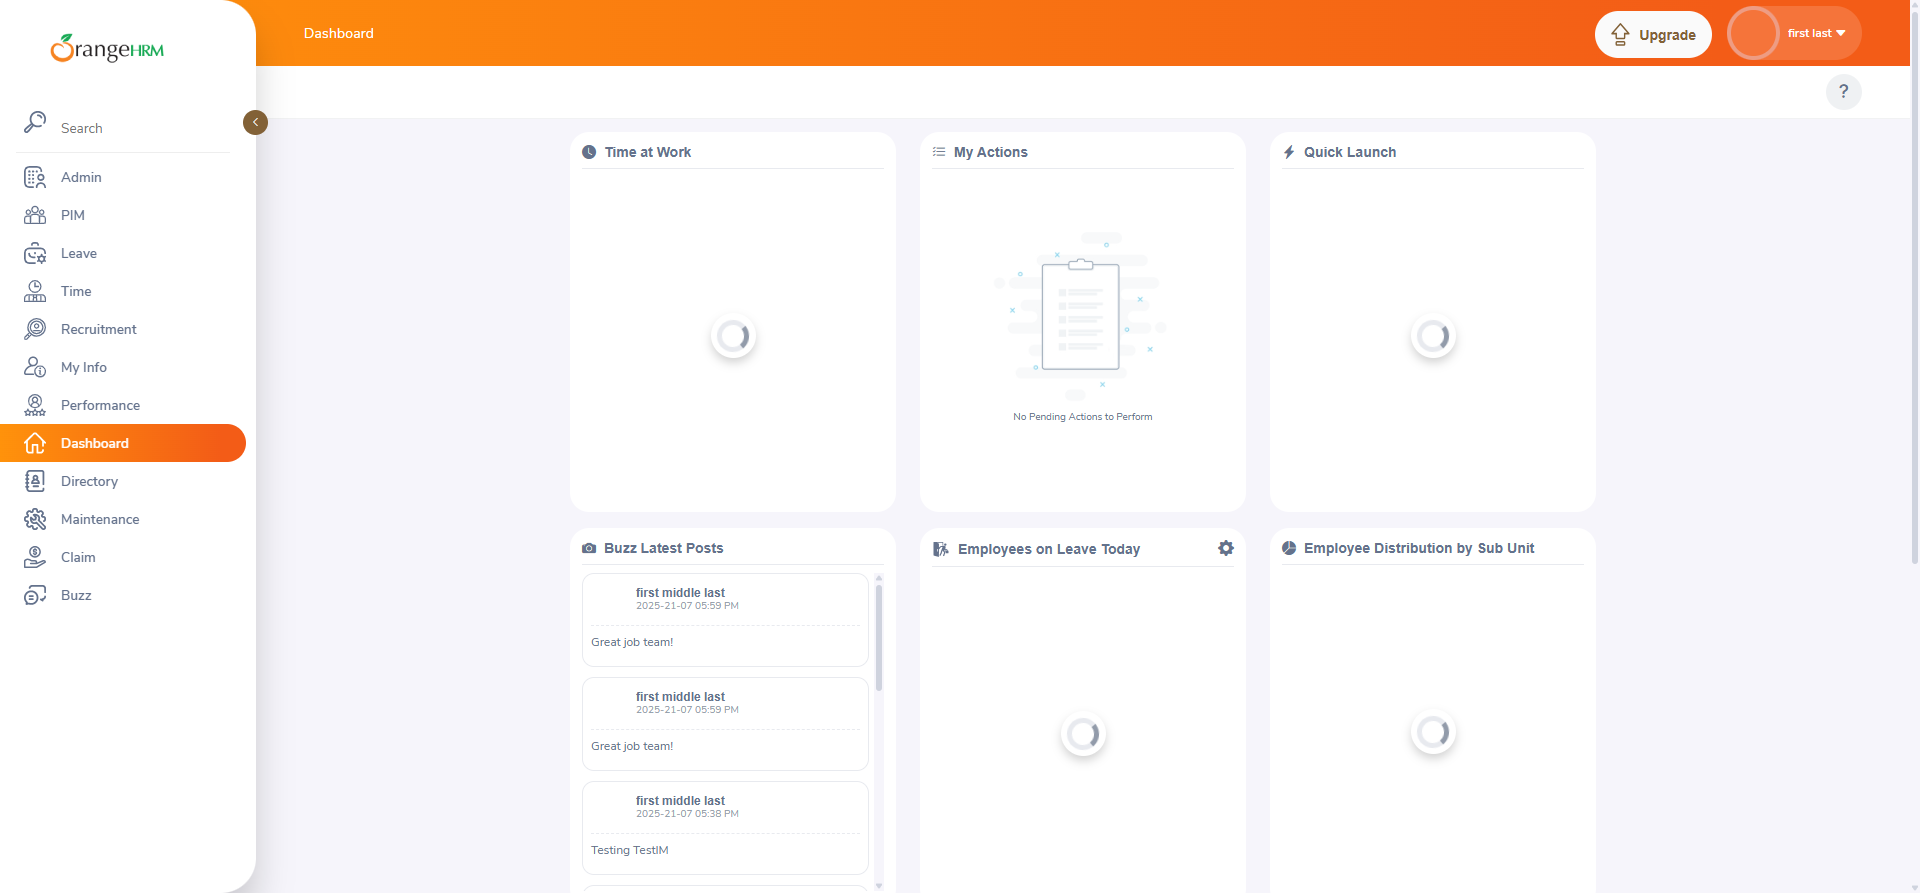 OrangeHRM
Dashboard
Upgrade
first last
?
Search
Admin
PIM
Leave
Time
Recruitment
My Info
Performance
Dashboard
Directory
Maintenance
Claim
Buzz
Time at Work
My Actions
No Pending Actions to Perform
Quick Launch
Buzz Latest Posts
first middle last
2025-21-07 05:59 PM
Great job team!
first middle last
2025-21-07 05:59 PM
Great job team!
first middle last
2025-21-07 05:38 PM
Testing TestIM
Employees on Leave Today
Employee Distribution by Sub Unit